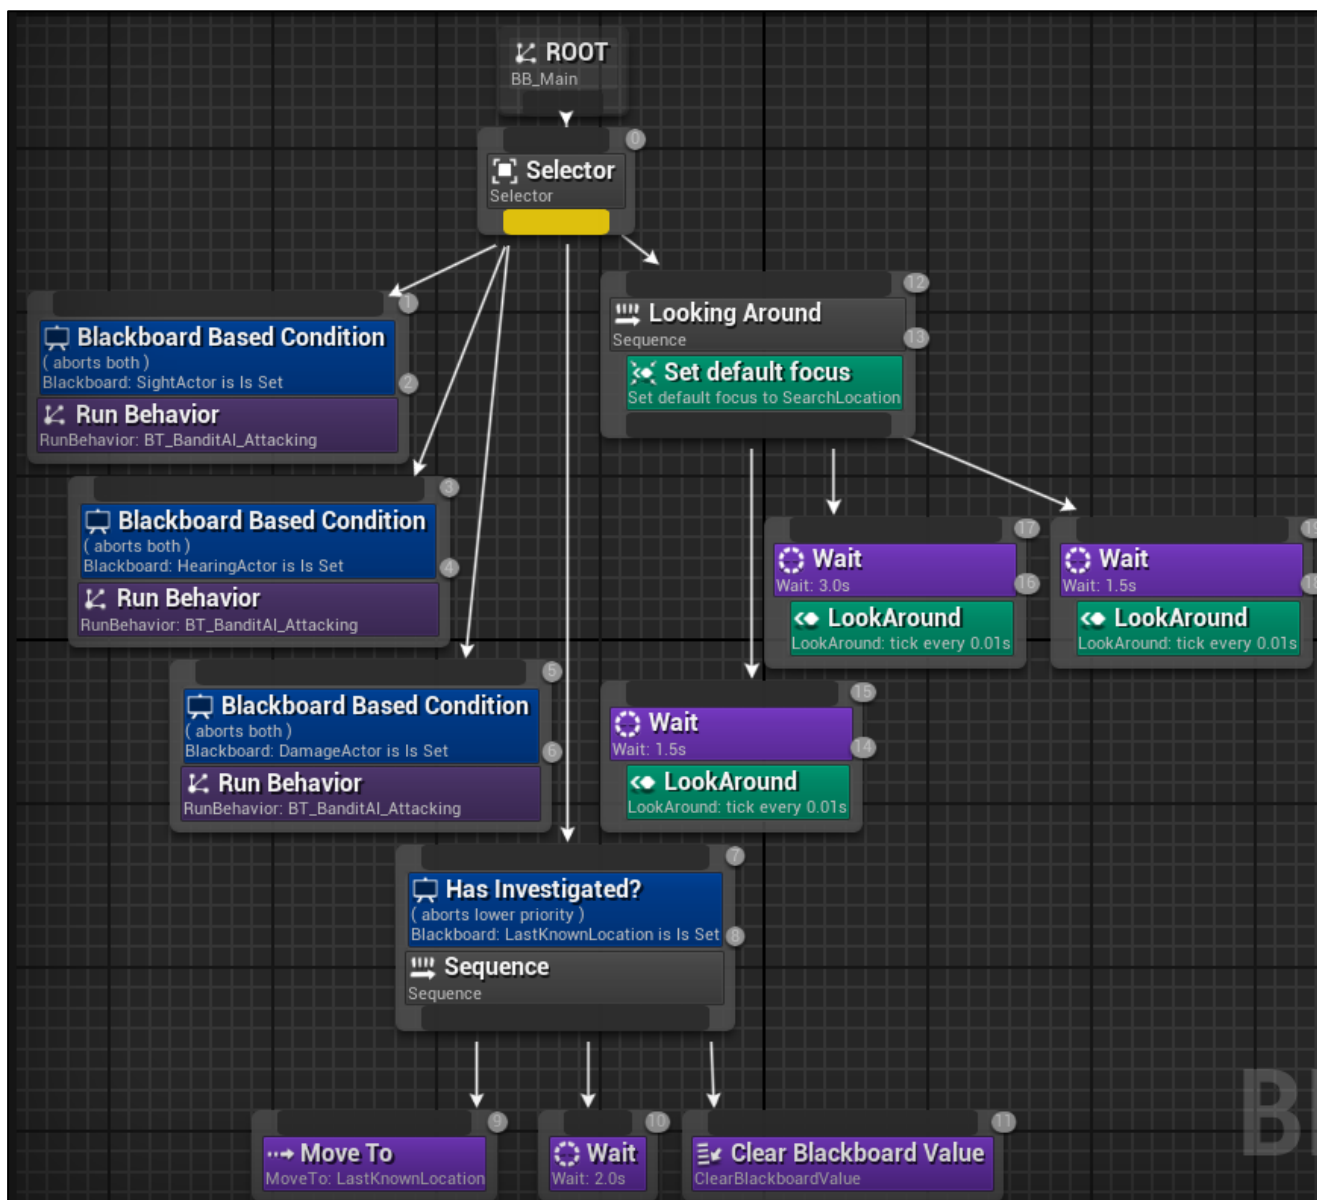 ROOT
BB_Main
0
Selector
Selector
1
Blackboard Based Condition
( aborts both )
Blackboard: SightActor is Is Set
2
Run Behavior
RunBehavior: BT_BanditAI_Attacking
3
Blackboard Based Condition
( aborts both )
Blackboard: HearingActor is Is Set
4
Run Behavior
RunBehavior: BT_BanditAI_Attacking
5
Blackboard Based Condition
( aborts both )
Blackboard: DamageActor is Is Set
6
Run Behavior
RunBehavior: BT_BanditAI_Attacking
7
Has Investigated?
( aborts lower priority )
Blackboard: LastKnownLocation is Is Set
8
Sequence
Sequence
9
Move To
MoveTo: LastKnownLocation
10
Wait
Wait: 2.0s
11
Clear Blackboard Value
ClearBlackboardValue
12
Looking Around
Sequence
13
Set default focus
Set default focus to SearchLocation
15
Wait
Wait: 1.5s
14
LookAround
LookAround: tick every 0.01s
17
Wait
Wait: 3.0s
16
LookAround
LookAround: tick every 0.01s
19
Wait
Wait: 1.5s
18
LookAround
LookAround: tick every 0.01s